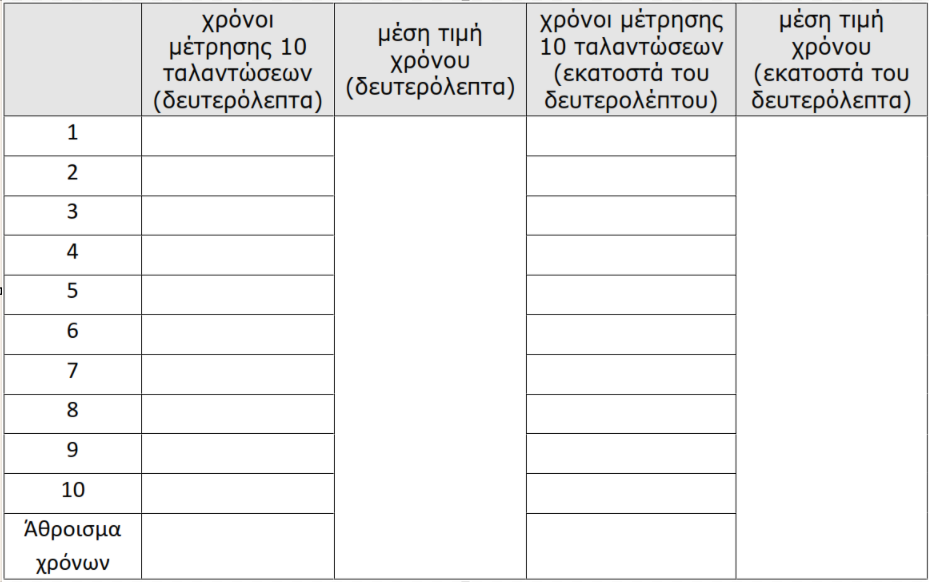 χρόνοι
μέτρησης 10
ταλαντώσεων
(δευτερόλεπτα)
μέση τιμή
χρόνου
(δευτερόλεπτα)
χρόνοι μέτρησης
10 ταλαντώσεων
(εκατοστά του
δευτερολέπτου)
μέση τιμή
χρόνου
(εκατοστά του
δευτερόλεπτα)
1
2
3
4
5
6
7
8
9
10
Άθροισμα
χρόνων